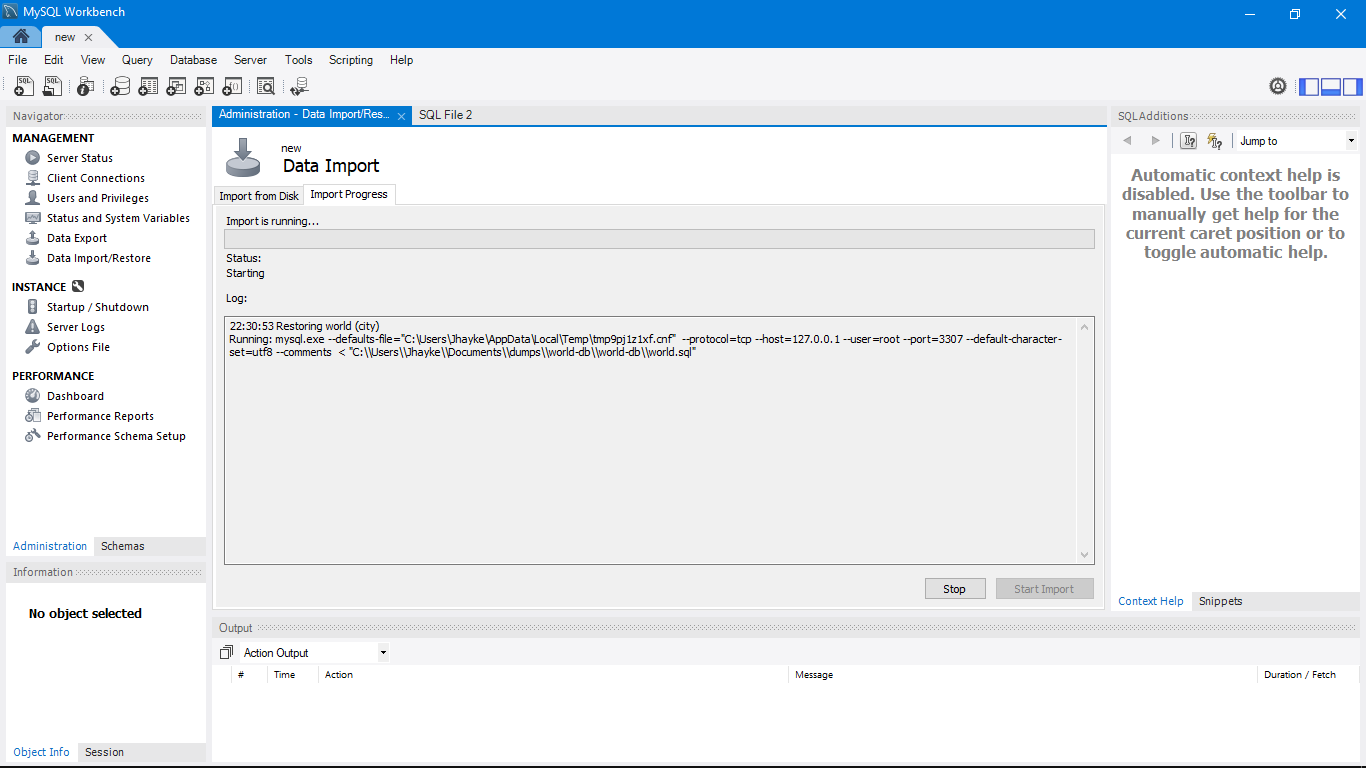 MySQL Workbench
new
File Edit View Query Database Server Tools Scripting Help
Navigator
MANAGEMENT
Server Status
Client Connections
Users and Privileges
Status and System Variables
Data Export
Data Import/Restore
INSTANCE
Startup / Shutdown
Server Logs
Options File
PERFORMANCE
Dashboard
Performance Reports
Performance Schema Setup
Administration Schemas
Information
No object selected
Object Info Session
Administration - Data Import/Res... SQL File 2
new
Data Import
Import from Disk Import Progress
Import is running...
Status:
Starting
Log:
22:30:53 Restoring world (city)
Running: mysql.exe --defaults-file="C:\Users\Jhayke\AppData\Local\Temp\tmp9pj1z1xf.cnf"  --protocol=tcp --host=127.0.0.1 --user=root --port=3307 --default-character-
set=utf8 --comments  < "C:\\Users\\Jhayke\\Documents\\dumps\\world-db\\world-db\\world.sql"
Stop Start Import
Output
Action Output
# Time Action Message Duration / Fetch
SQLAdditions
Jump to
Automatic context help is
disabled. Use the toolbar to
manually get help for the
current caret position or to
toggle automatic help.
Context Help Snippets